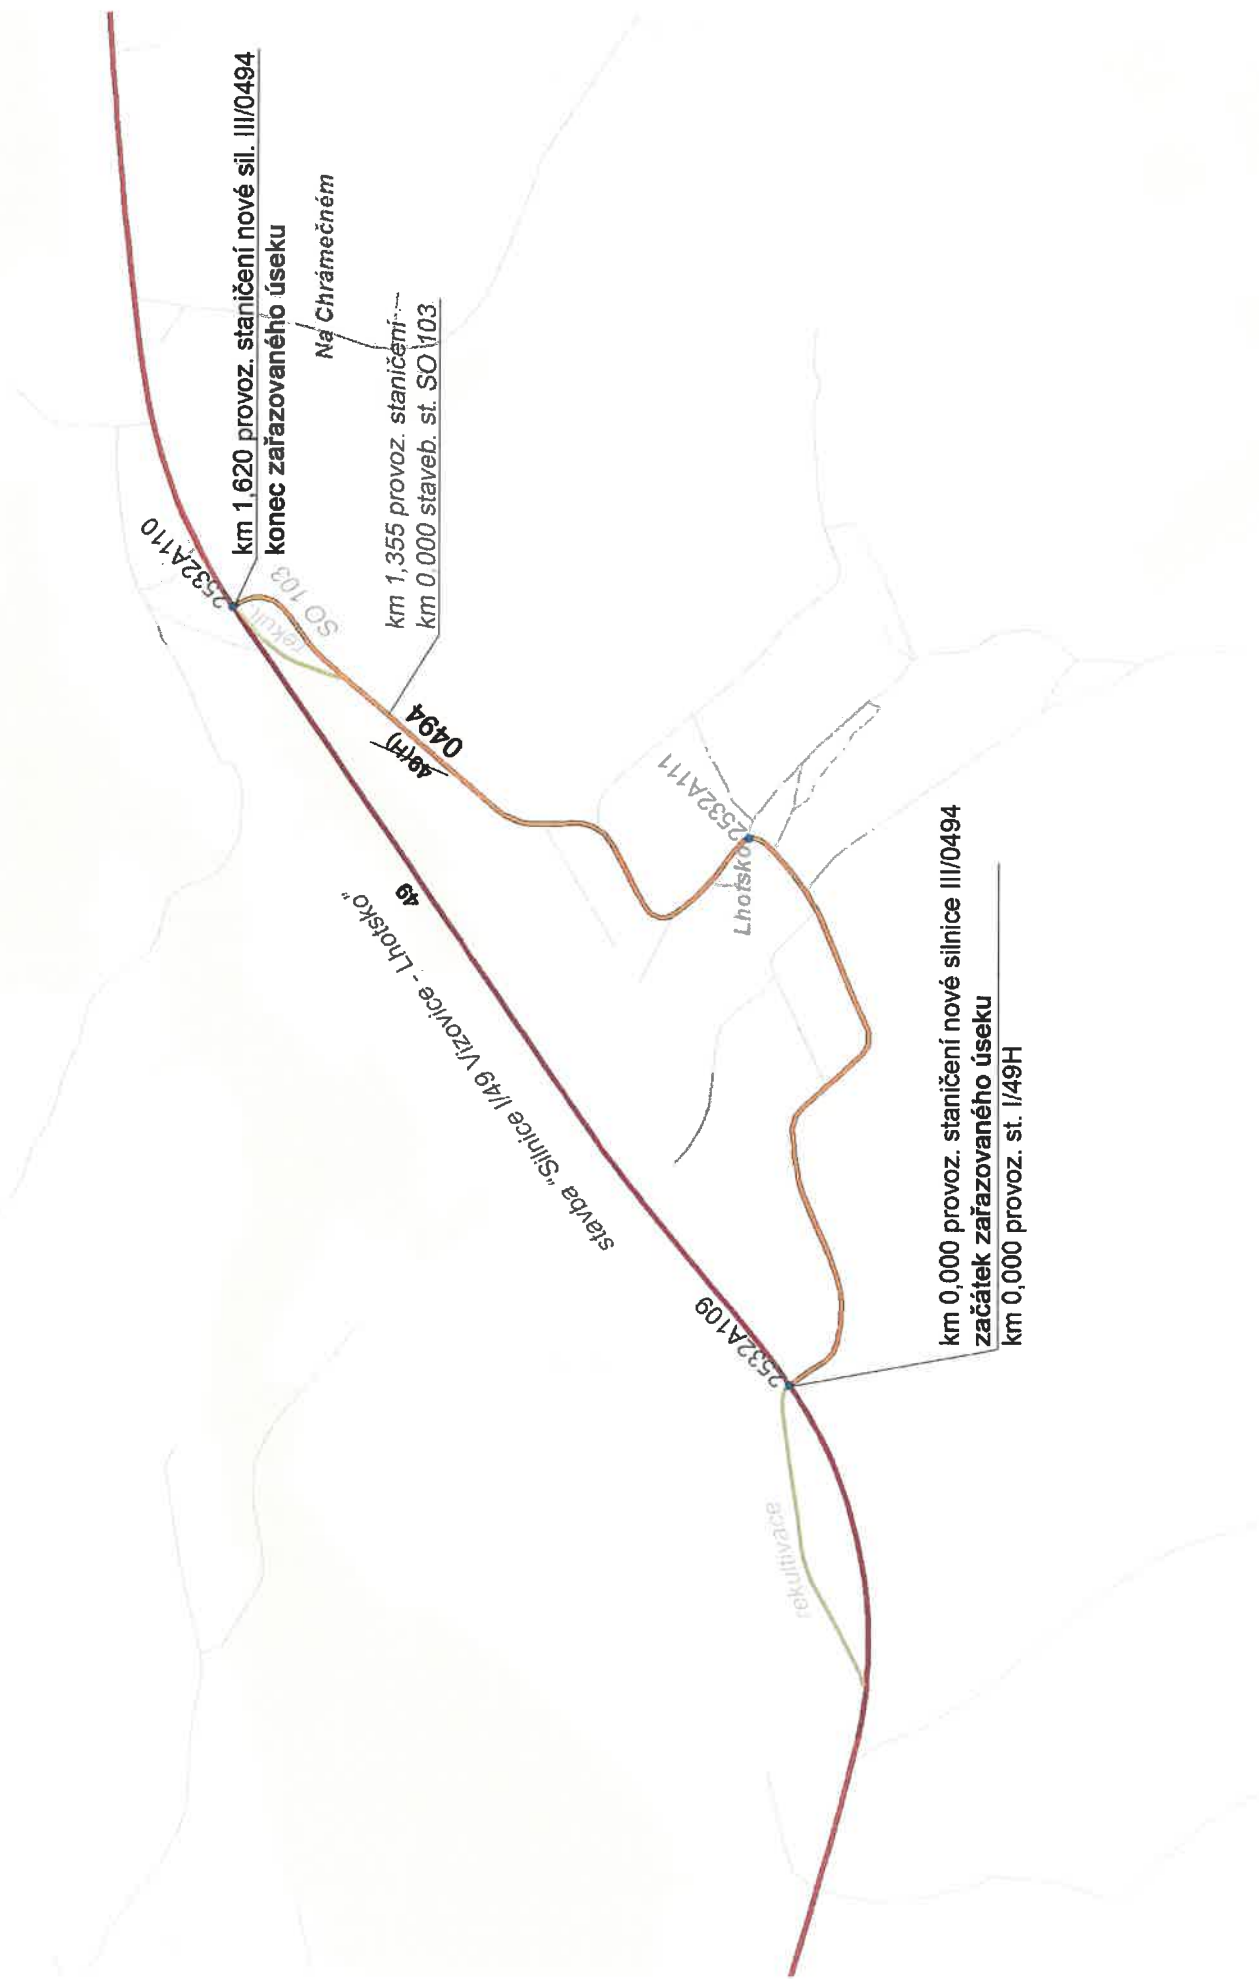 2532A110
km 1,620 provoz. staničení nové sil. III/0494
konec zařazovaného úseku
Na Chrámečném
rekult.
SO 103
km 1,355 provoz. staničení
km 0,000 staveb. st. SO 103
49(H)
0494
49
stavba "Silnice I/49 Vizovice - Lhotsko"
2532A111
Lhotsko
2532A109
km 0,000 provoz. staničení nové silnice III/0494
začátek zařazovaného úseku
km 0,000 provoz. st. I/49H
rekultivace